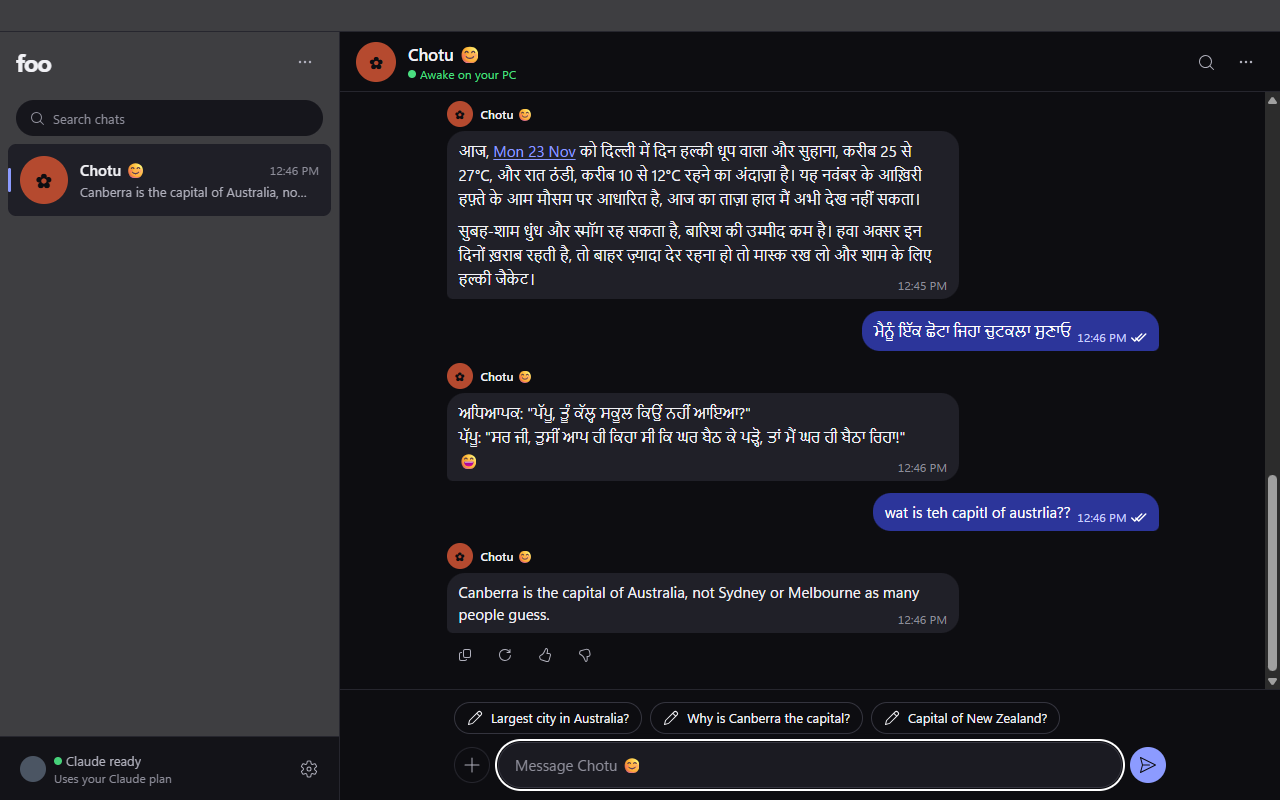 foo
Search chats
Chotu 😊
12:46 PM
Canberra is the capital of Australia, no...
Claude ready
Uses your Claude plan
Chotu 😊
Awake on your PC
Chotu 😊
आज, Mon 23 Nov को दिल्ली में दिन हल्की धूप वाला और सुहाना, करीब 25 से
27°C, और रात ठंडी, करीब 10 से 12°C रहने का अंदाज़ा है। यह नवंबर के आख़िरी
हफ़्ते के आम मौसम पर आधारित है, आज का ताज़ा हाल मैं अभी देख नहीं सकता।
सुबह-शाम धुंध और स्मॉग रह सकता है, बारिश की उम्मीद कम है। हवा अक्सर इन
दिनों ख़राब रहती है, तो बाहर ज़्यादा देर रहना हो तो मास्क रख लो और शाम के लिए
हल्की जैकेट।
12:45 PM
ਮੈਨੂੰ ਇੱਕ ਛੋਟਾ ਜਿਹਾ ਚੁਟਕਲਾ ਸੁਣਾਓ
12:46 PM
Chotu 😊
ਅਧਿਆਪਕ: "ਪੱਪੂ, ਤੂੰ ਕੱਲ੍ਹ ਸਕੂਲ ਕਿਉਂ ਨਹੀਂ ਆਇਆ?"
ਪੱਪੂ: "ਸਰ ਜੀ, ਤੁਸੀਂ ਆਪ ਹੀ ਕਿਹਾ ਸੀ ਕਿ ਘਰ ਬੈਠ ਕੇ ਪੜ੍ਹੋ, ਤਾਂ ਮੈਂ ਘਰ ਹੀ ਬੈਠਾ ਰਿਹਾ!"
😄
12:46 PM
wat is teh capitl of austrlia??
12:46 PM
Chotu 😊
Canberra is the capital of Australia, not Sydney or Melbourne as many
people guess.
12:46 PM
Largest city in Australia?
Why is Canberra the capital?
Capital of New Zealand?
Message Chotu 😊